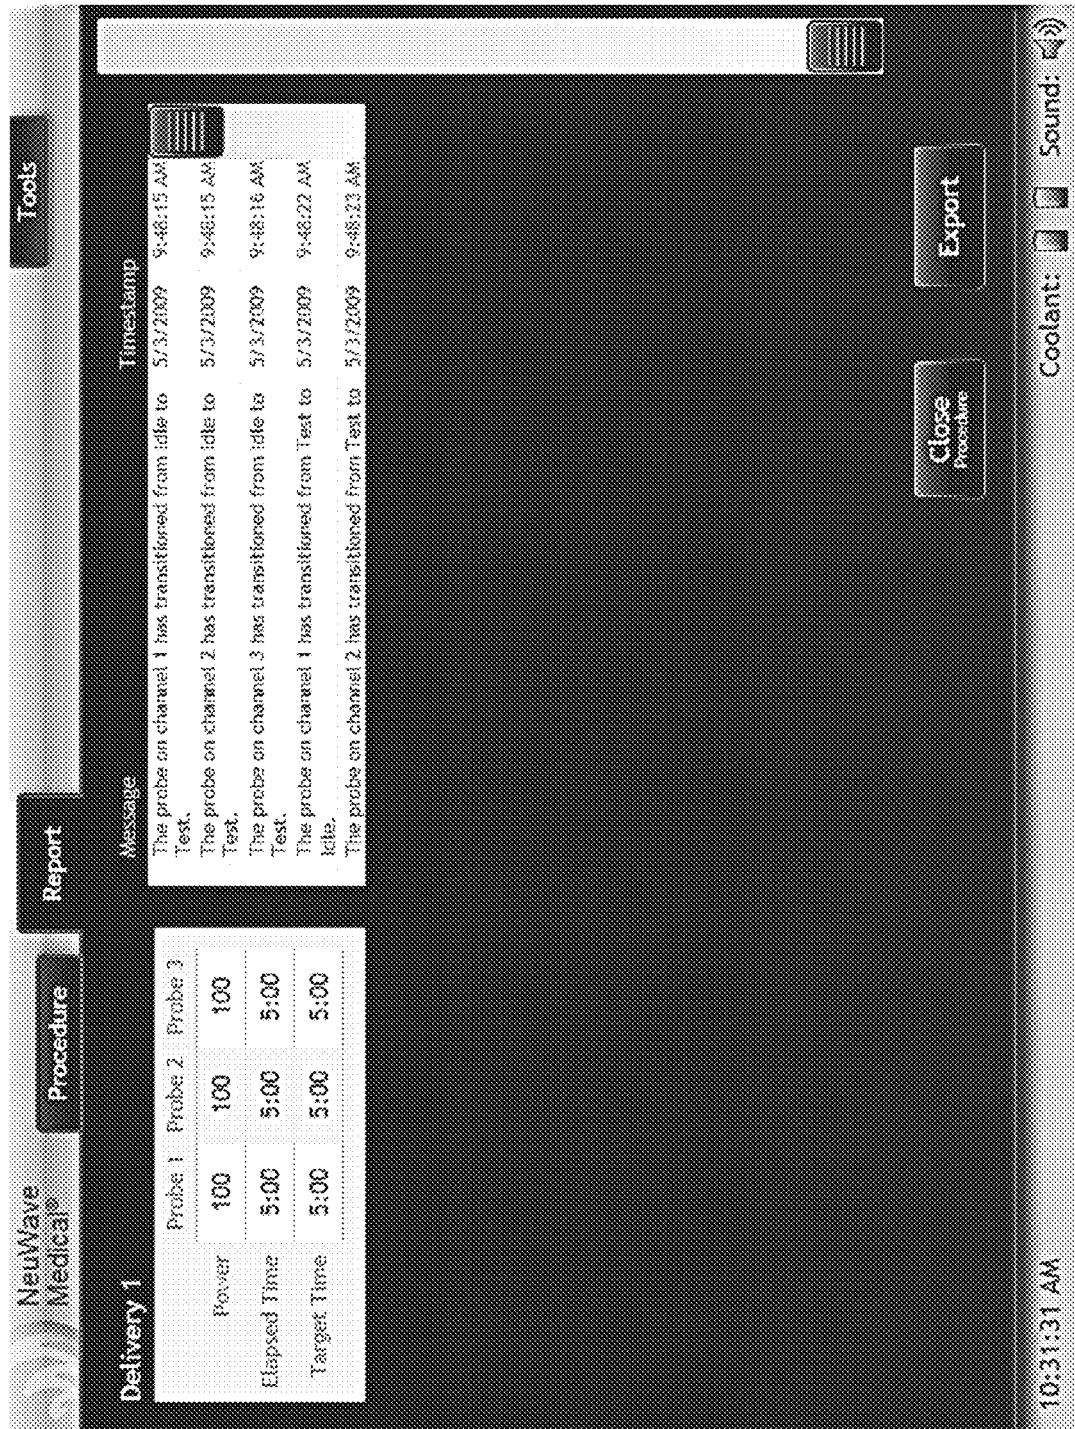 NeuWave
Medical®
Procedure
Report
Tools
Delivery 1
Probe 1 Probe 2 Probe 3
Power 100 100 100
Elapsed Time 5:00 5:00 5:00
Target Time 5:00 5:00 5:00
Message Timestamp
The probe on channel 1 has transitioned from Idle to 5/3/2009 9:48:15 AM
Test.
The probe on channel 2 has transitioned from Idle to 5/3/2009 9:48:15 AM
Test.
The probe on channel 3 has transitioned from Idle to 5/3/2009 9:48:16 AM
Test.
The probe on channel 1 has transitioned from Test to 5/3/2009 9:48:22 AM
Idle.
The probe on channel 2 has transitioned from Test to 5/3/2009 9:48:23 AM
Close
Procedure
Export
10:31:31 AM
Coolant:
Sound: